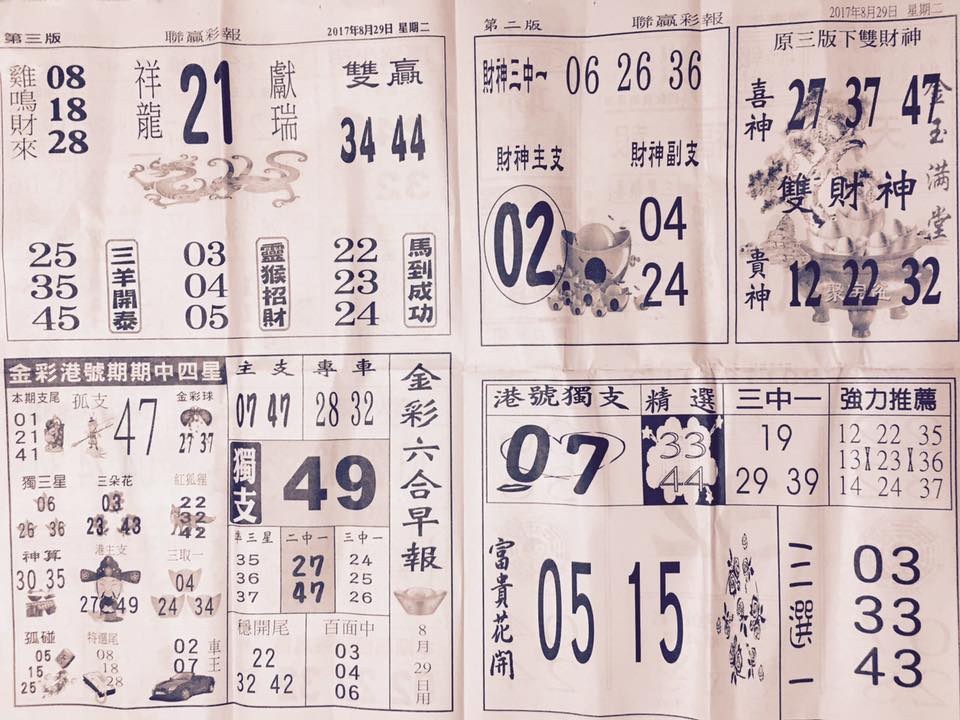 第三版 聯贏彩報 2017年8月29日 星期二
雞鳴財來
08
18
28
祥龍
21
獻瑞
雙贏
34 44
25
35
45
三羊開泰
03
04
05
靈猴招財
22
23
24
馬到成功
第二版 聯贏彩報 2017年8月29日 星期二
財神三中~ 06 26 36
財神主支
02
財神副支
04
24
原三版下雙財神
喜神 27 37 47
金玉满堂
雙財神
貴神 12 22 32
金彩港號期期中四星
本期支尾
01
21
41
孤支
47
金彩球
27 37
獨三星
06
26 36
三朵花
03
23 43
紅狐狸
22
32
42
神算
30 35
港主支
27 49
三取一
04
24 34
孤碰
05
15
25
特選尾
08
18
28
02
07
車王
主支
07 47
專車
28 32
獨支
49
準三星
35
36
37
二中一
27
47
三中一
24
25
26
穩開尾
22
32 42
百面中
03
04
06
金彩六合早報
8月29日用
港號獨支
07
精選
33
44
三中一
19
29 39
強力推薦
12 22 35
13 23 36
14 24 37
富貴花開
05 15
三選一
03
33
43